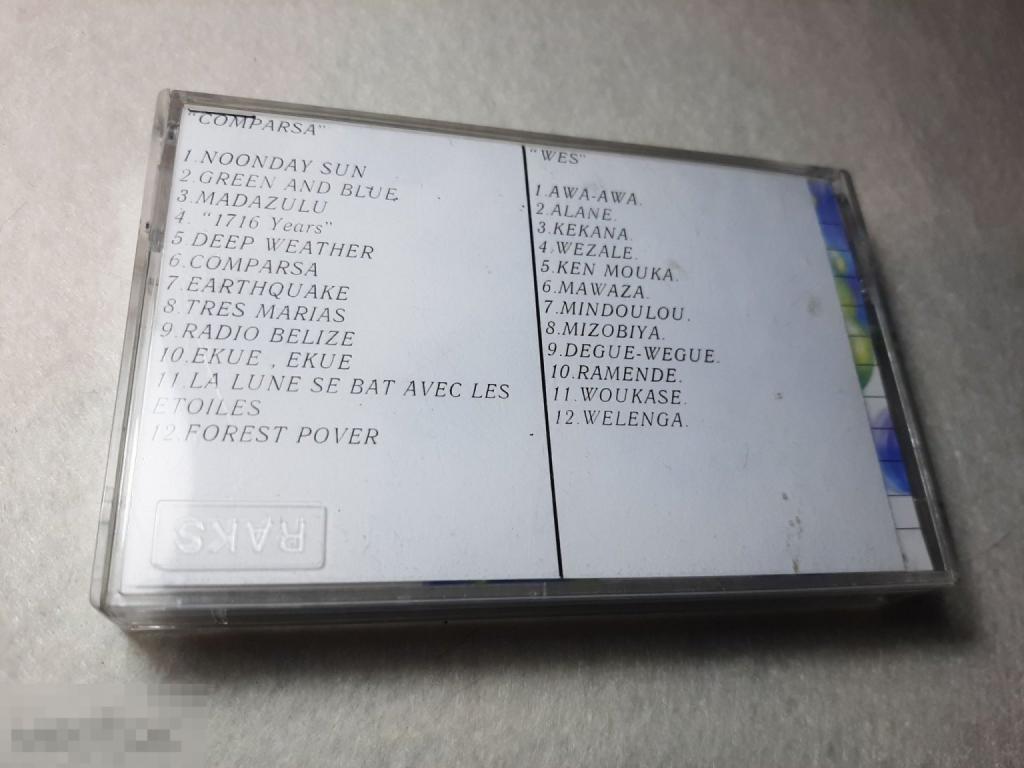 "COMPARSA"
1.NOONDAY SUN
2.GREEN AND BLUE
3.MADAZULU
4. "1716 Years"
5.DEEP WEATHER
6.COMPARSA
7.EARTHQUAKE
8.TRES MARIAS
9.RADIO BELIZE
10.EKUE , EKUE
11.LA LUNE SE BAT AVEC LES
ETOILES
12.FOREST POVER
"WES"
1.AWA-AWA.
2.ALANE.
3.KEKANA.
4.WEZALE.
5.KEN MOUKA.
6.MAWAZA.
7.MINDOULOU.
8.MIZOBIYA.
9.DEGUE-WEGUE.
10.RAMENDE.
11.WOUKASE.
12.WELENGA.
RAKS